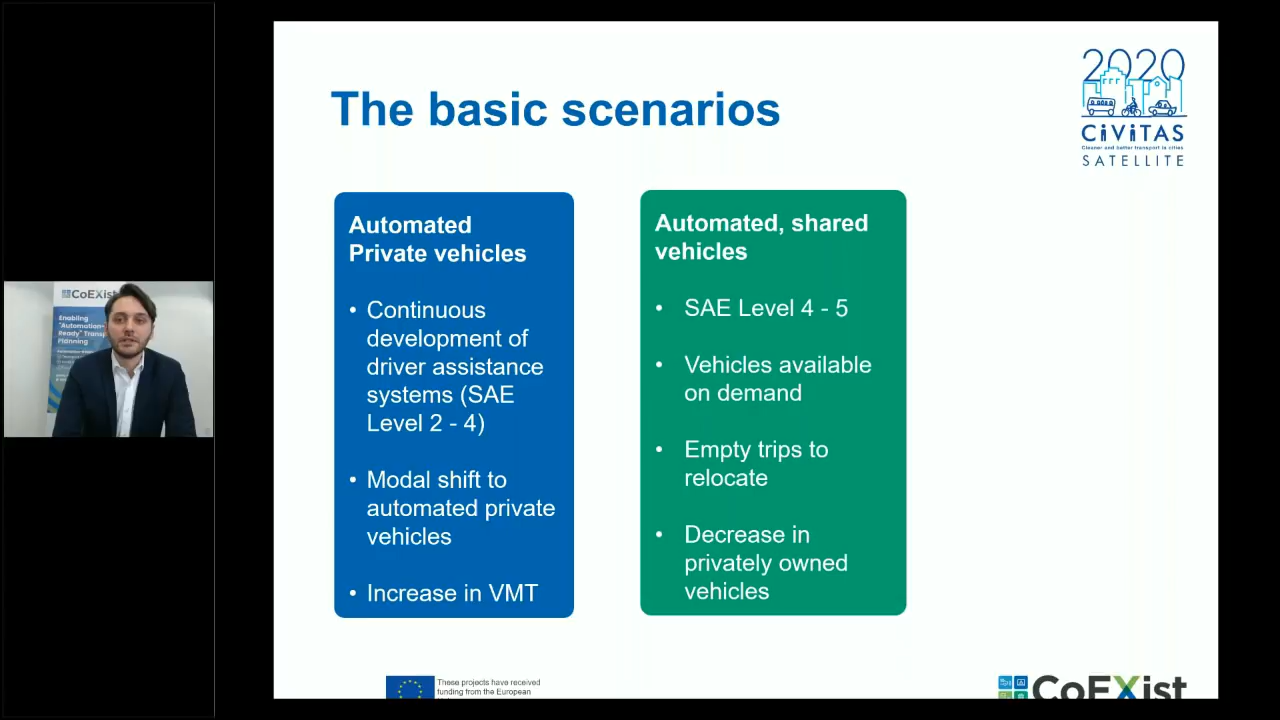 The basic scenarios
2020
CiViTAS
Cleaner and better transport in cities
SATELLITE
Automated
Private vehicles
• Continuous
development of
driver assistance
systems (SAE
Level 2 - 4)
• Modal shift to
automated private
vehicles
• Increase in VMT
Automated, shared
vehicles
• SAE Level 4 - 5
• Vehicles available
on demand
• Empty trips to
relocate
• Decrease in
privately owned
vehicles
CoEXist
Enabling
"Automation-
Ready" Transp
Planning
These projects have received
funding from the European
CoEXist